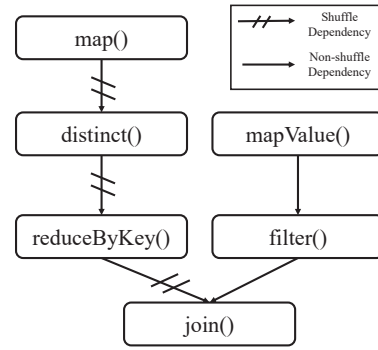 map()
Shuffle
Dependency
Non-shuffle
Dependency
distinct()
mapValue()
reduceByKey()
filter()
join()